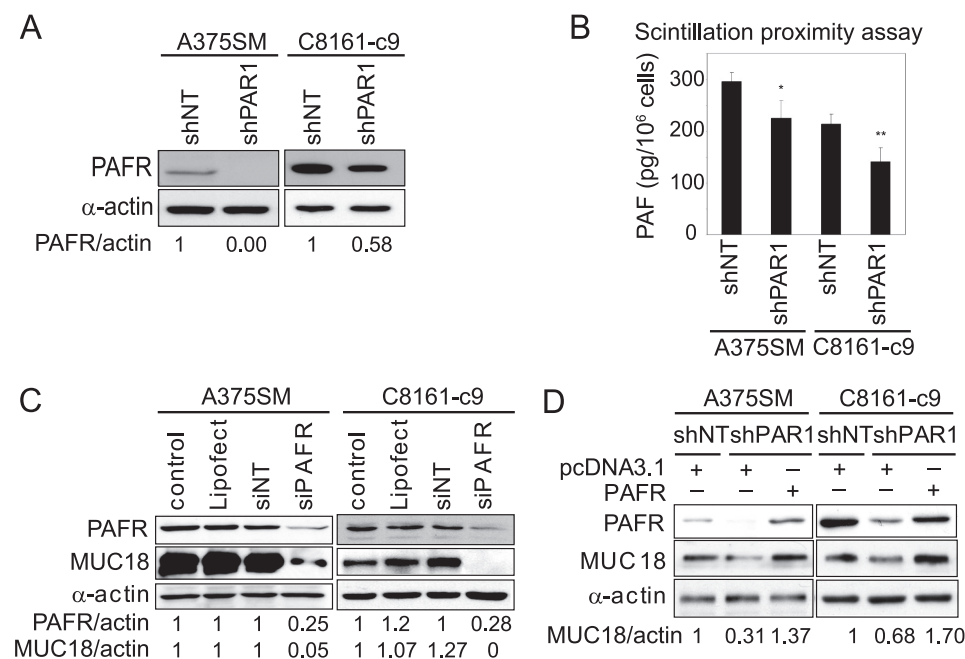 A
A375SM C8161-c9
shNT shPAR1 shNT shPAR1
PAFR
α-actin
PAFR/actin 1 0.00 1 0.58
B Scintillation proximity assay
PAF (pg/10⁶ cells)
300
200
100
0
* **
shNT shPAR1 shNT shPAR1
A375SM C8161-c9
C
A375SM C8161-c9
control Lipofect siNT siPAFR control Lipofect siNT siPAFR
PAFR
MUC18
α-actin
PAFR/actin 1 1 1 0.25 1 1.2 1 0.28
MUC18/actin 1 1 1 0.05 1 1.07 1.27 0
D
A375SM C8161-c9
shNT shPAR1 shNT shPAR1
pcDNA3.1 + + – + + –
PAFR – – + – – +
PAFR
MUC18
α-actin
MUC18/actin 1 0.31 1.37 1 0.68 1.70